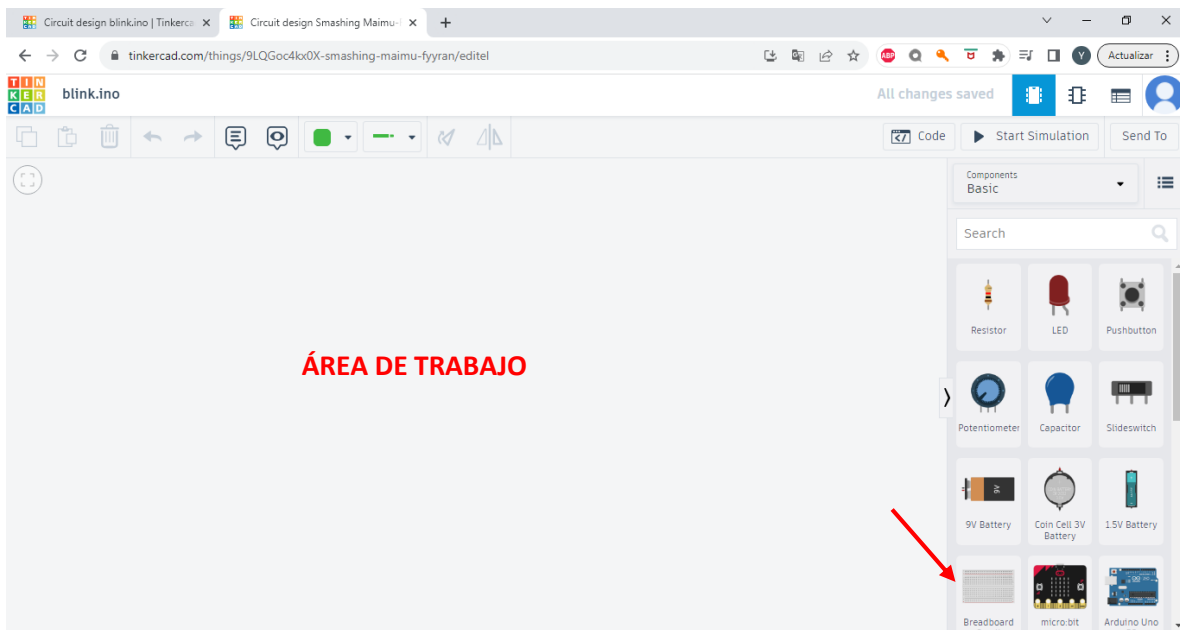 Circuit design blink.ino | Tinkerca
Circuit design Smashing Maimu-
tinkercad.com/things/9LQGoc4kx0X-smashing-maimu-fyyran/editel
ABP
Y
Actualizar
TIN
KER
CAD
blink.ino
All changes saved
Code
Start Simulation
Send To
Components
Basic
Search
Resistor
LED
Pushbutton
ÁREA DE TRABAJO
Potentiometer
Capacitor
Slideswitch
9V
9V Battery
Coin Cell 3V
Battery
1.5V Battery
Breadboard
micro:bit
Arduino Uno